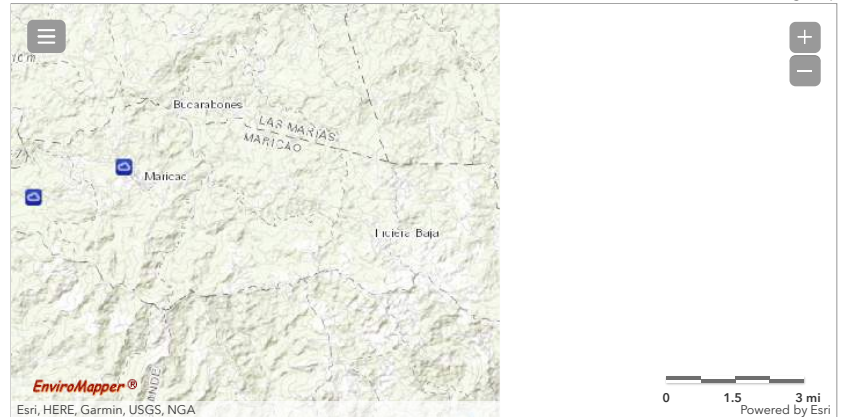 Bucarabones
LAS MARIAS
MARICAO
Maricao
Indiera Baja
EnviroMapper ®
0 1.5 3 mi
Esri, HERE, Garmin, USGS, NGA
Powered by Esri